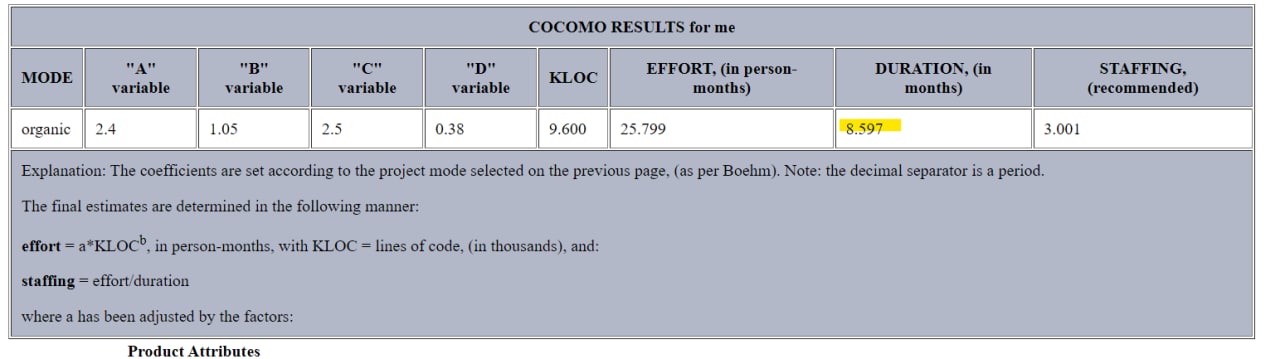 COCOMO RESULTS for me
MODE "A" variable "B" variable "C" variable "D" variable KLOC EFFORT, (in person-months) DURATION, (in months) STAFFING, (recommended)
organic 2.4 1.05 2.5 0.38 9.600 25.799 8.597 3.001
Explanation: The coefficients are set according to the project mode selected on the previous page, (as per Boehm). Note: the decimal separator is a period.
The final estimates are determined in the following manner:
effort = a*KLOCᵇ, in person-months, with KLOC = lines of code, (in thousands), and:
staffing = effort/duration
where a has been adjusted by the factors:
Product Attributes